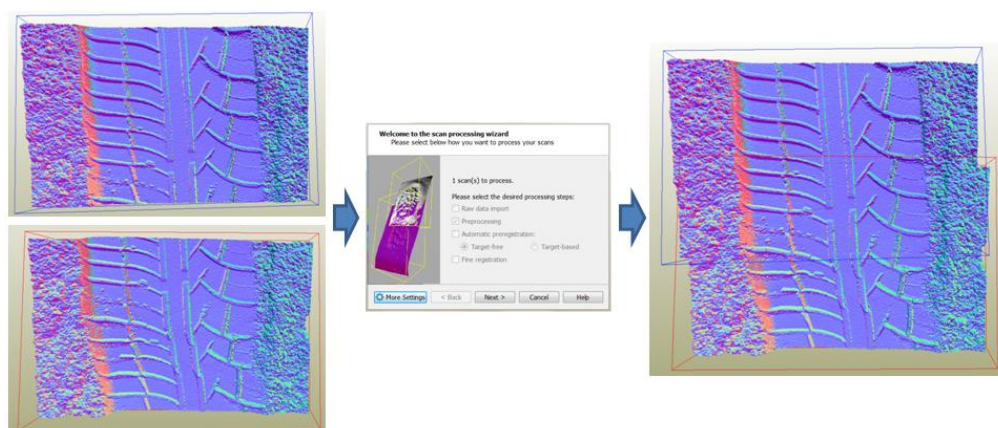 Welcome to the scan processing wizard
Please select below how you want to process your scans
1 scan(s) to process.
Please select the desired processing steps:
Raw data import
Preprocessing
Automatic preregistration:
Target-free Target-based
Fine registration
More Settings < Back Next > Cancel Help